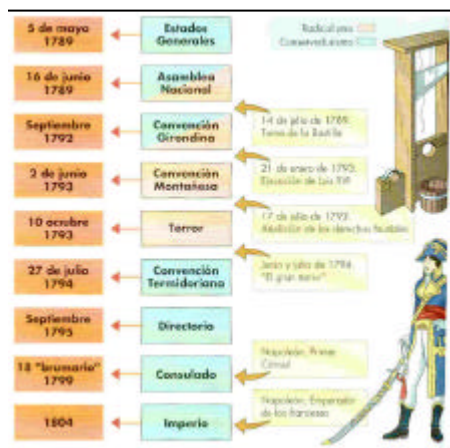 5 de mayo
1789
Estados
Generales
Radicalismo
Conservadurismo
16 de junio
1789
Asamblea
Nacional
14 de julio de 1789.
Toma de la Bastilla
Septiembre
1792
Convención
Girondina
21 de enero de 1793.
Ejecución de Luis XVI
2 de junio
1793
Convención
Montañesa
17 de julio de 1793.
Abolición de los derechos feudales
10 octubre
1793
Terror
Junio y julio de 1794.
"El gran terror"
27 de julio
1794
Convención
Termidoriana
Septiembre
1795
Directorio
18 "brumario"
1799
Consulado
Napoleón, Primer
Cónsul
1804
Imperio
Napoleón, Emperador
de los franceses